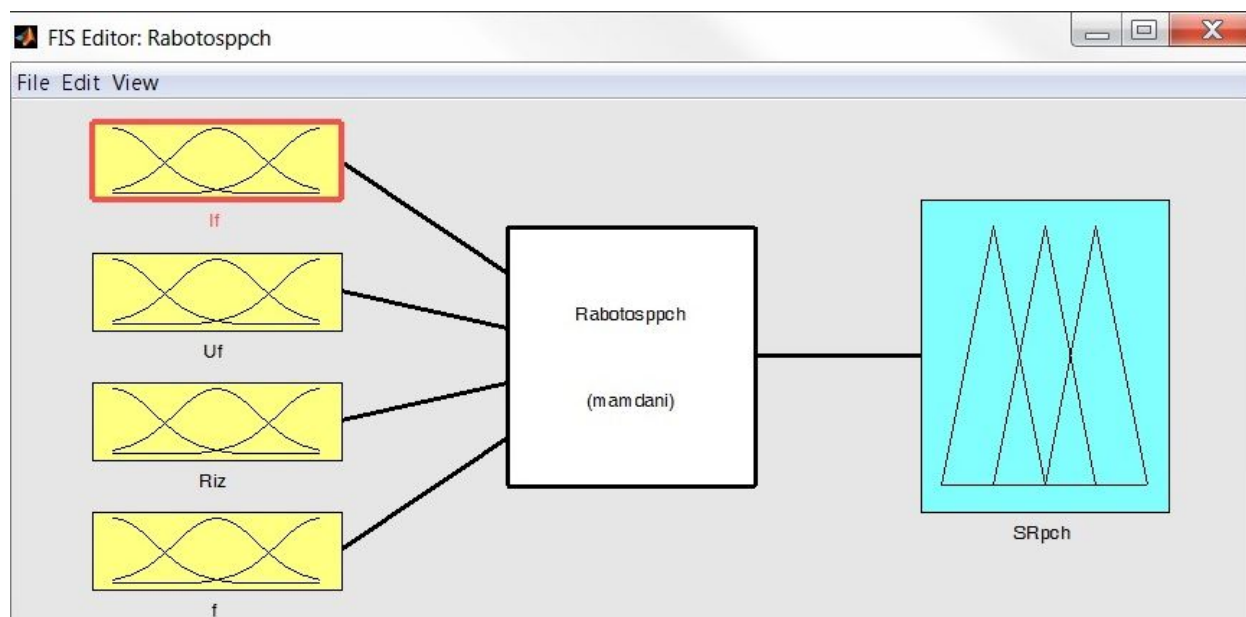 FIS Editor: Rabotosppch
File Edit View
If
Uf
Riz
f
Rabotosppch
(mamdani)
SRpch